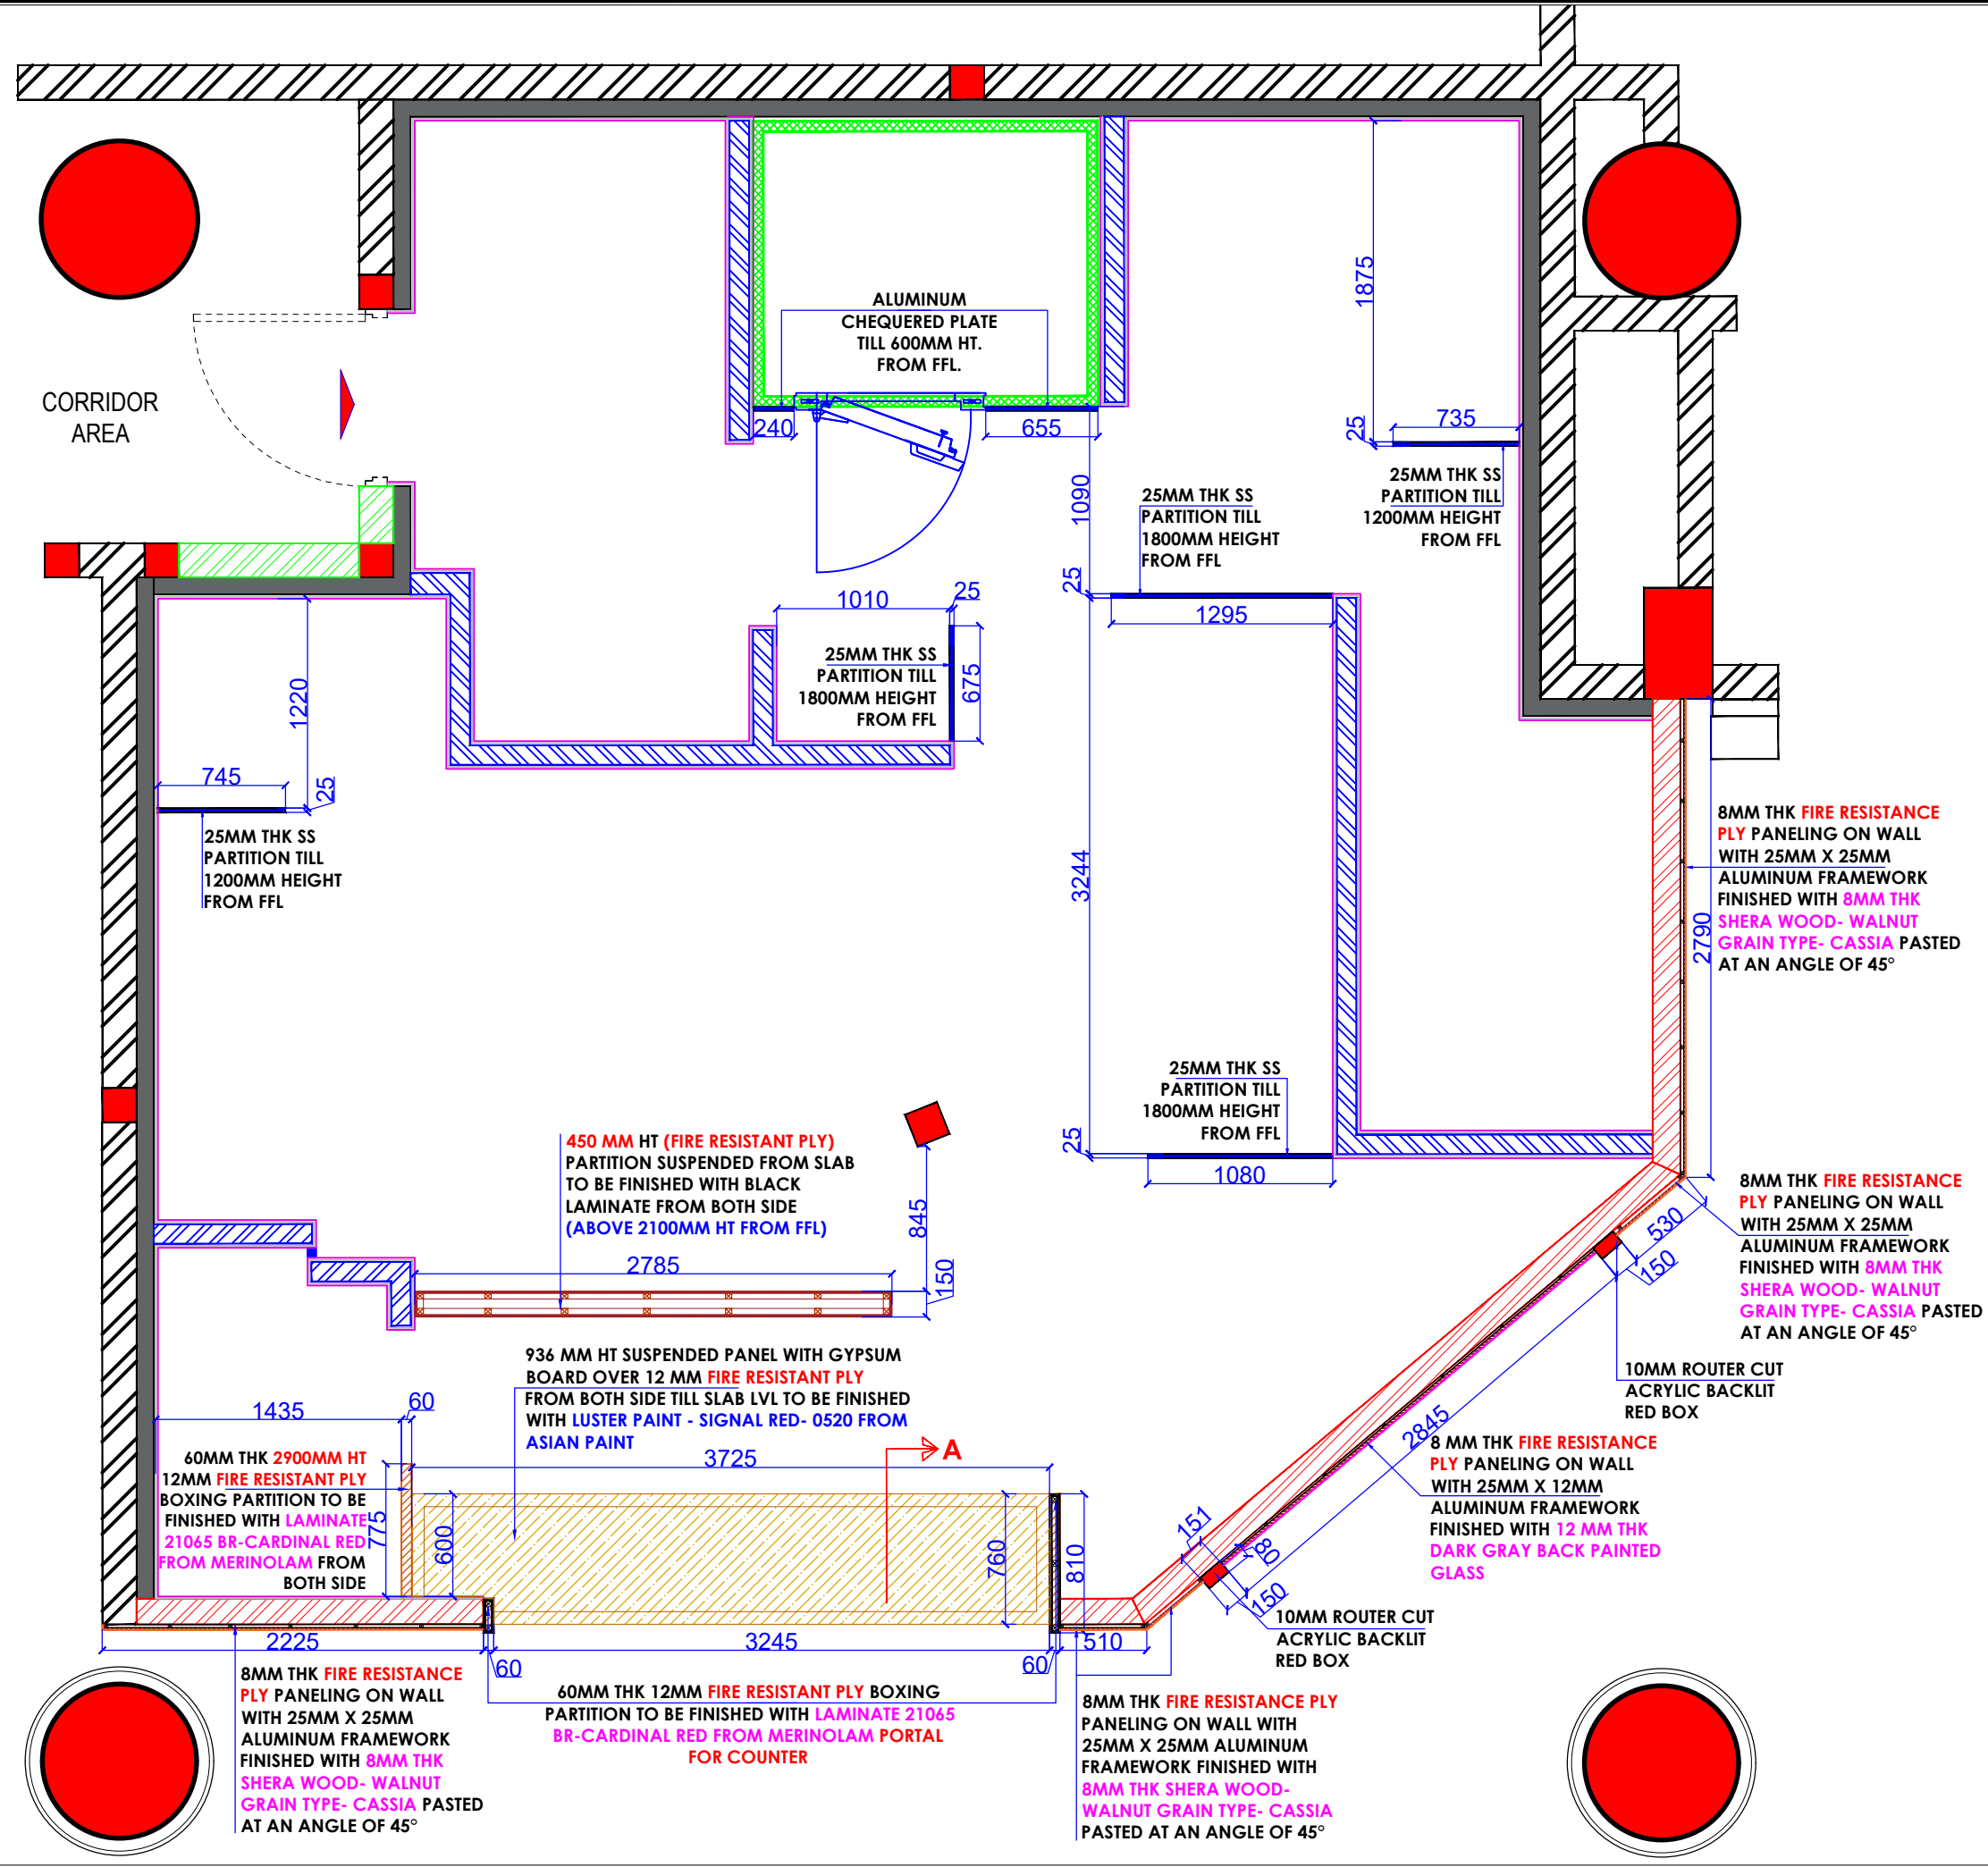 ALUMINUM
CHEQUERED PLATE
TILL 600MM HT.
FROM FFL.
CORRIDOR
AREA
240
655
1875
25
735
25MM THK SS
PARTITION TILL
1200MM HEIGHT
FROM FFL
1090
25
25MM THK SS
PARTITION TILL
1800MM HEIGHT
FROM FFL
1295
1010
25
675
25MM THK SS
PARTITION TILL
1800MM HEIGHT
FROM FFL
1220
745
25
25MM THK SS
PARTITION TILL
1200MM HEIGHT
FROM FFL
3244
8MM THK FIRE RESISTANCE
PLY PANELING ON WALL
WITH 25MM X 25MM
ALUMINUM FRAMEWORK
FINISHED WITH 8MM THK
SHERA WOOD- WALNUT
GRAIN TYPE- CASSIA PASTED
AT AN ANGLE OF 45°
2790
25MM THK SS
PARTITION TILL
1800MM HEIGHT
FROM FFL
25
1080
450 MM HT (FIRE RESISTANT PLY)
PARTITION SUSPENDED FROM SLAB
TO BE FINISHED WITH BLACK
LAMINATE FROM BOTH SIDE
(ABOVE 2100MM HT FROM FFL)
845
150
2785
8MM THK FIRE RESISTANCE
PLY PANELING ON WALL
WITH 25MM X 25MM
ALUMINUM FRAMEWORK
FINISHED WITH 8MM THK
SHERA WOOD- WALNUT
GRAIN TYPE- CASSIA PASTED
AT AN ANGLE OF 45°
530
150
10MM ROUTER CUT
ACRYLIC BACKLIT
RED BOX
2845
936 MM HT SUSPENDED PANEL WITH GYPSUM
BOARD OVER 12 MM FIRE RESISTANT PLY
FROM BOTH SIDE TILL SLAB LVL TO BE FINISHED
WITH LUSTER PAINT - SIGNAL RED- 0520 FROM
ASIAN PAINT
1435
60
3725
A
60MM THK 2900MM HT
12MM FIRE RESISTANT PLY
BOXING PARTITION TO BE
FINISHED WITH LAMINATE
21065 BR-CARDINAL RED
FROM MERINOLAM FROM
BOTH SIDE
775
600
760
810
8 MM THK FIRE RESISTANCE
PLY PANELING ON WALL
WITH 25MM X 12MM
ALUMINUM FRAMEWORK
FINISHED WITH 12 MM THK
DARK GRAY BACK PAINTED
GLASS
151
80
150
10MM ROUTER CUT
ACRYLIC BACKLIT
RED BOX
2225
60
3245
60
510
8MM THK FIRE RESISTANCE
PLY PANELING ON WALL
WITH 25MM X 25MM
ALUMINUM FRAMEWORK
FINISHED WITH 8MM THK
SHERA WOOD- WALNUT
GRAIN TYPE- CASSIA PASTED
AT AN ANGLE OF 45°
60MM THK 12MM FIRE RESISTANT PLY BOXING
PARTITION TO BE FINISHED WITH LAMINATE 21065
BR-CARDINAL RED FROM MERINOLAM PORTAL
FOR COUNTER
8MM THK FIRE RESISTANCE PLY
PANELING ON WALL WITH
25MM X 25MM ALUMINUM
FRAMEWORK FINISHED WITH
8MM THK SHERA WOOD-
WALNUT GRAIN TYPE- CASSIA
PASTED AT AN ANGLE OF 45°